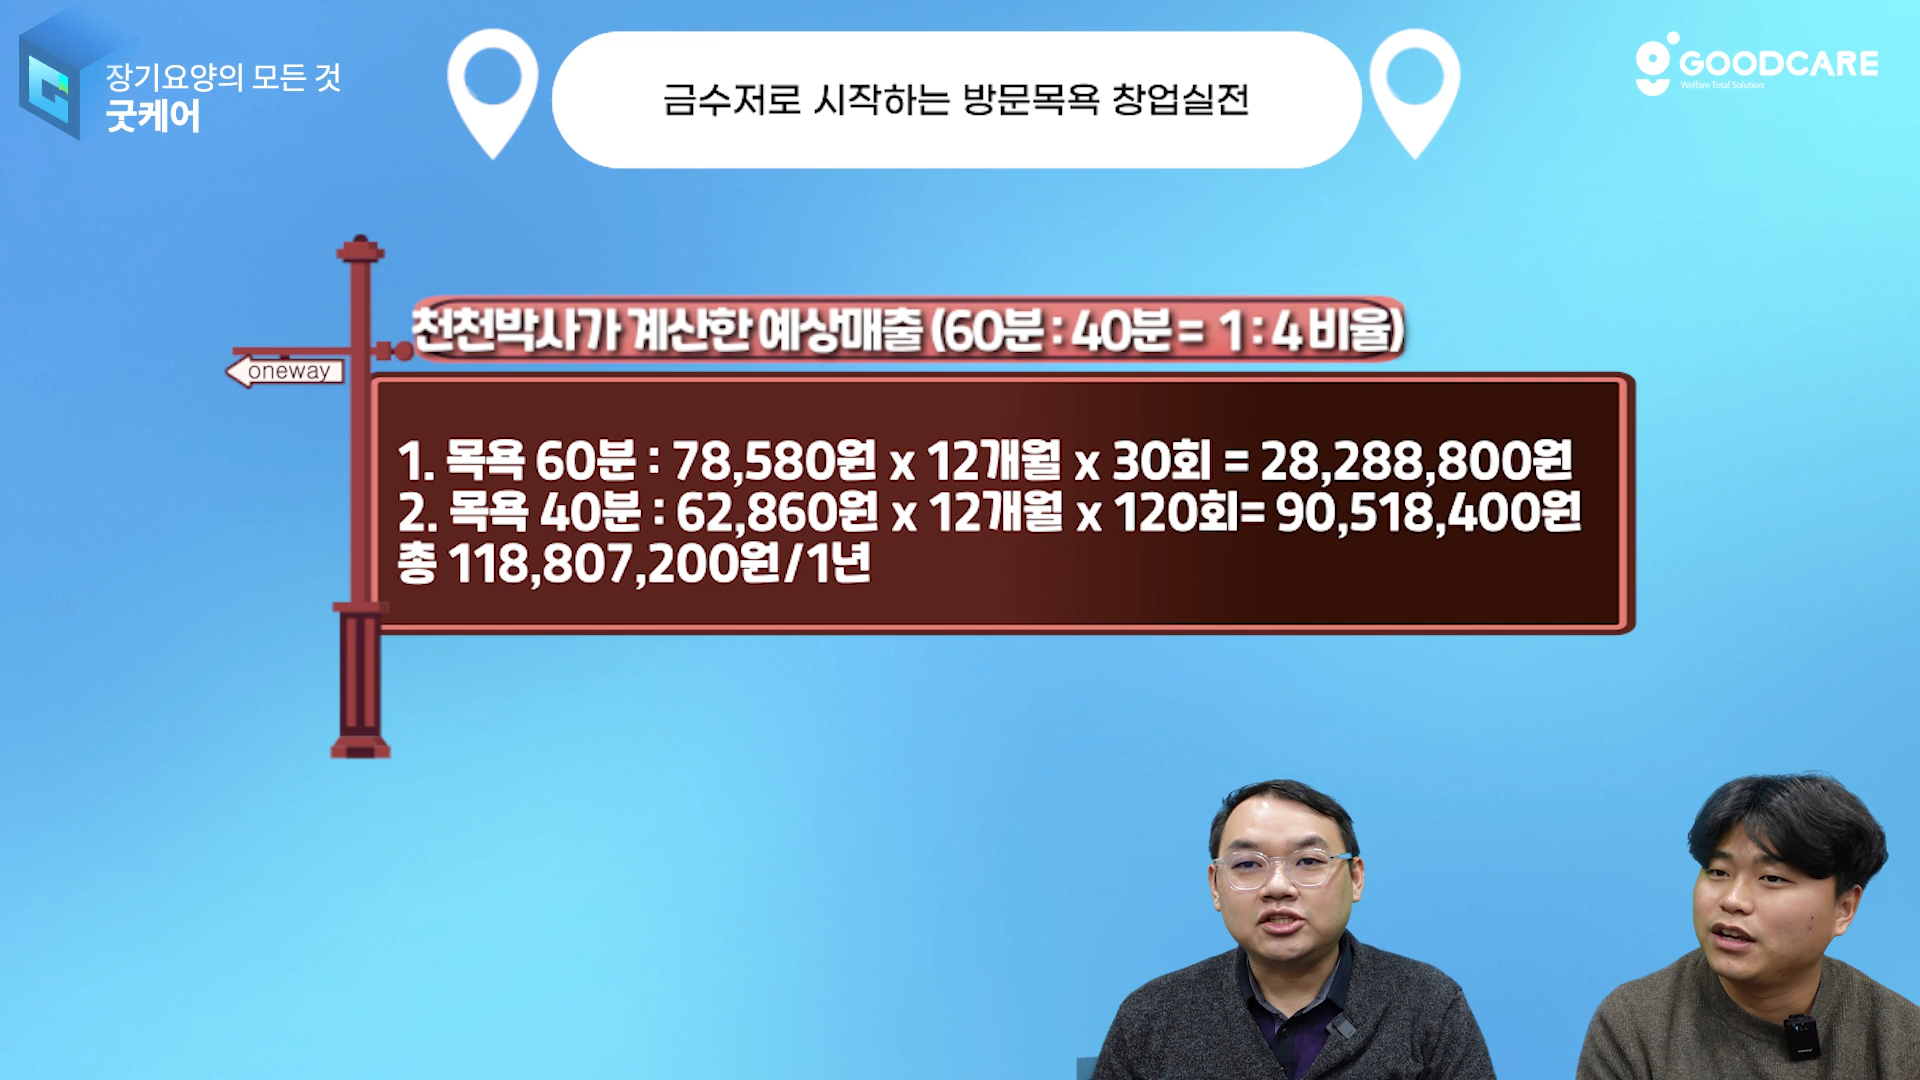 장기요양의 모든 것
굿케어
금수저로 시작하는 방문목욕 창업실전
GOODCARE
Welfare Total Solution
천천박사가 계산한 예상매출 (60분 : 40분 = 1 : 4 비율)
oneway
1. 목욕 60분 : 78,580원 x 12개월 x 30회 = 28,288,800원
2. 목욕 40분 : 62,860원 x 12개월 x 120회= 90,518,400원
총 118,807,200원/1년